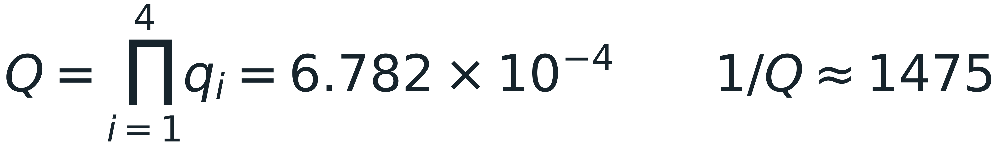 Q = ∏_{i=1}^{4} q_i = 6.782 × 10^{−4}    1/Q ≈ 1475